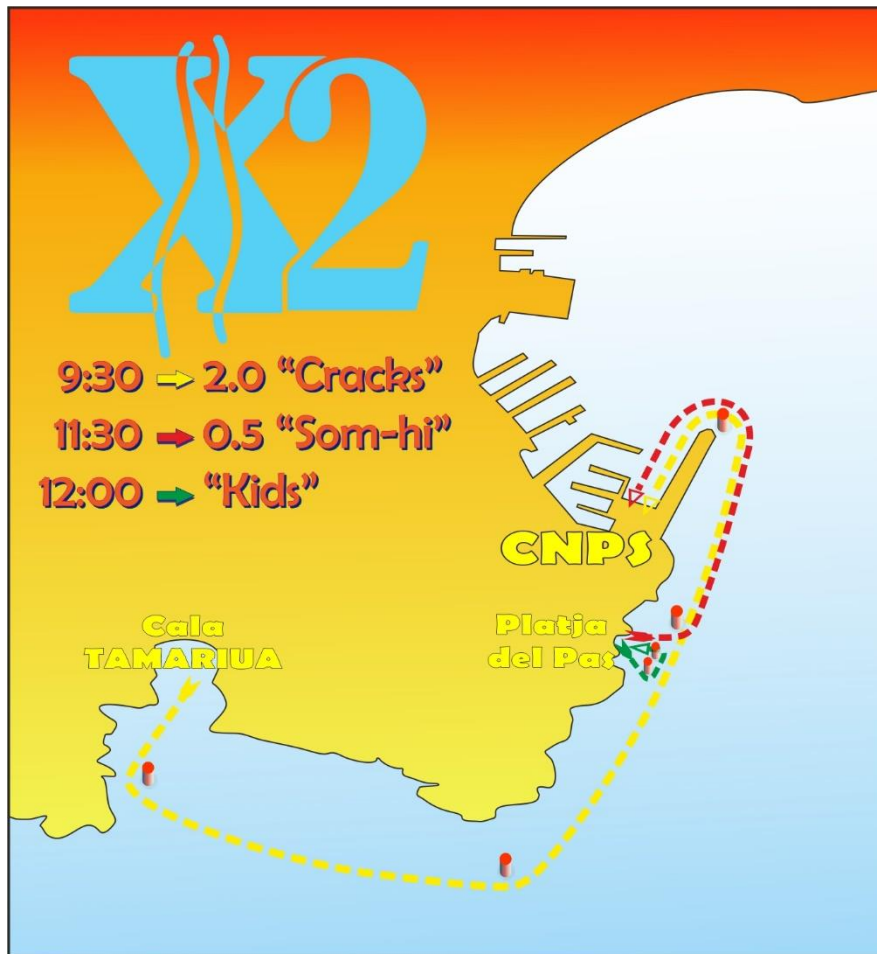 XX2
9:30 → 2.0 “Cracks”
11:30 → 0.5 “Som-hi”
12:00 → “Kids”
CNPS
Cala
TAMARIUA
Platja
del Pas